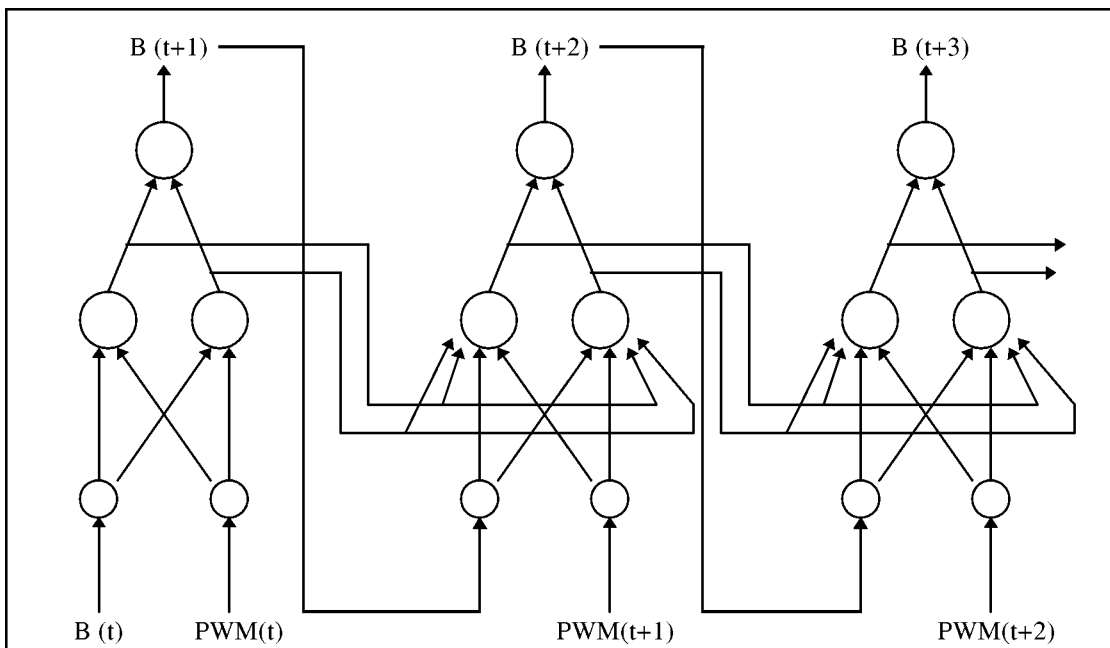 B (t+1)
B (t+2)
B (t+3)
B (t)
PWM(t)
PWM(t+1)
PWM(t+2)